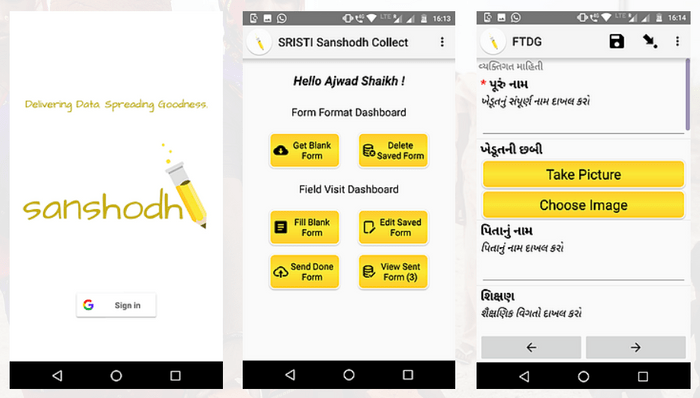 Delivering Data. Spreading Goodness.
sanshodh
Sign in
16:13
SRISTI Sanshodh Collect
Hello Ajwad Shaikh !
Form Format Dashboard
Get Blank
Form
Delete
Saved Form
Field Visit Dashboard
Fill Blank
Form
Edit Saved
Form
Send Done
Form
View Sent
Form (3)
LTE 16:14
FTDG
વ્યક્તિગત માહિતી
* પૂરું નામ
ખેડૂતનું સંપૂર્ણ નામ દાખલ કરો
ખેડૂતની છબી
Take Picture
Choose Image
પિતાનું નામ
પિતાનું નામ દાખલ કરો
શિક્ષણ
શૈક્ષણિક વિગતો દાખલ કરો